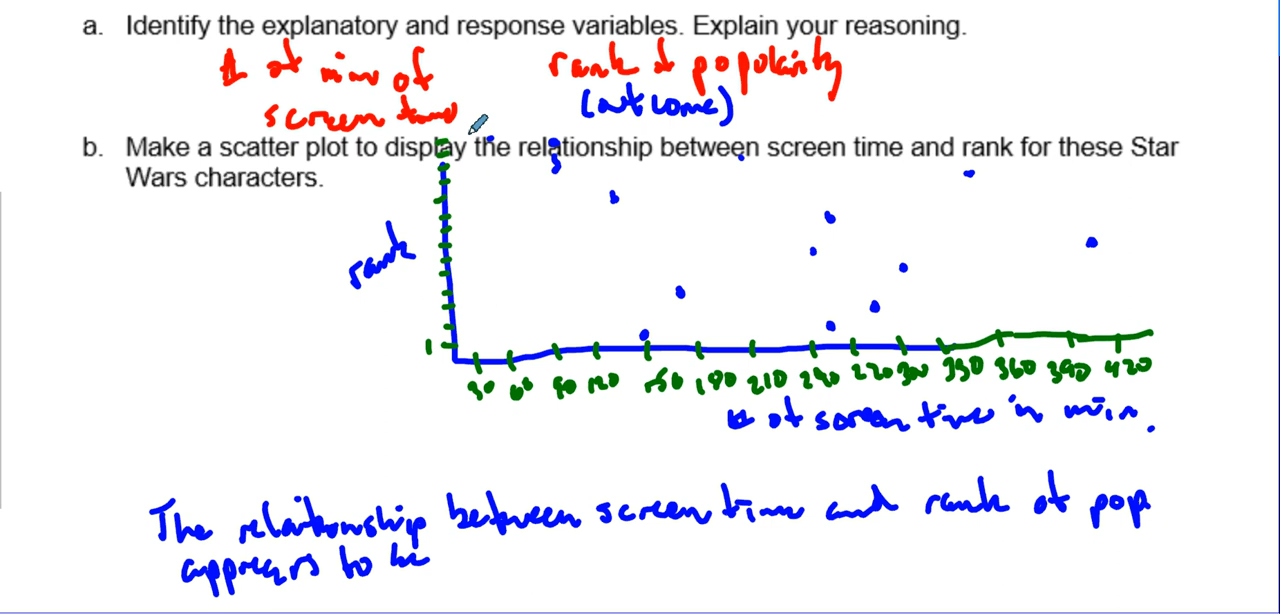 a. Identify the explanatory and response variables. Explain your reasoning.
# of min of rank of popularity
screen time (outcome)
b. Make a scatter plot to display the relationship between screen time and rank for these Star
Wars characters.
rank
1
30 60 90 120 150 180 210 240 270 300 330 360 390 420
# of screen time in min.
The relationship between screen time and rank of pop
appears to be